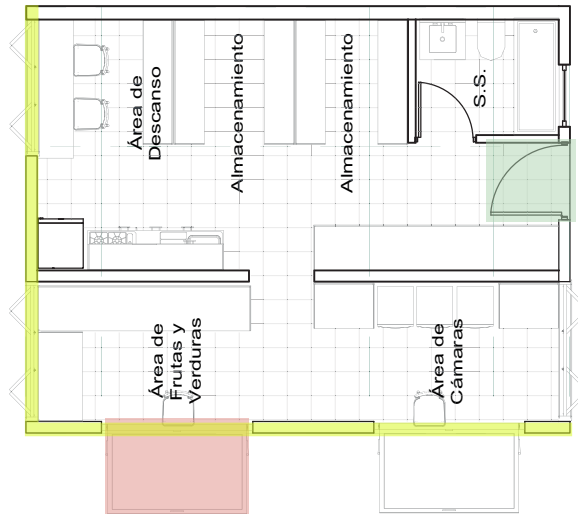 Área de
Descanso
Almacenamiento
Almacenamiento
S.S.
Área de
Frutas y
Verduras
Área de
Cámaras